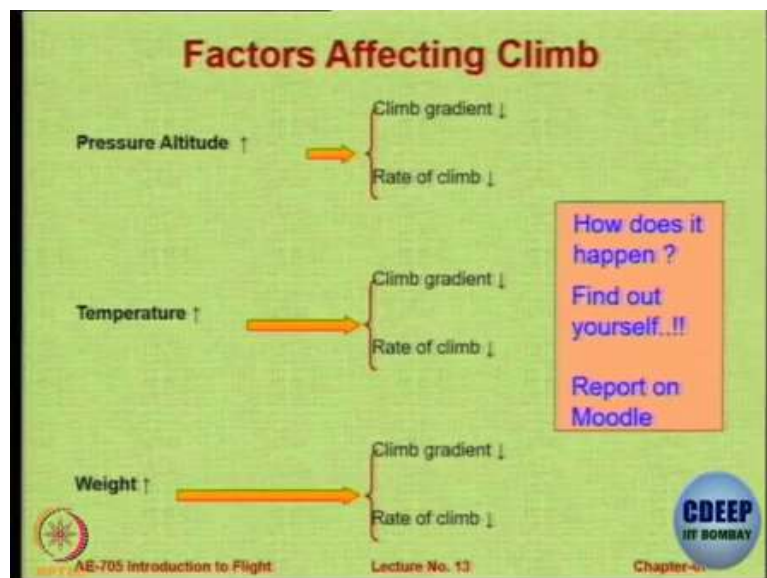 Factors Affecting Climb
Climb gradient ↓
Pressure Altitude ↑
Rate of climb ↓
How does it
happen ?
Find out
yourself..!!
Report on
Moodle
Climb gradient ↓
Temperature ↑
Rate of climb ↓
Climb gradient ↓
Weight ↑
Rate of climb ↓
CDEEP
IIT BOMBAY
AE-705 Introduction to Flight
Lecture No. 13